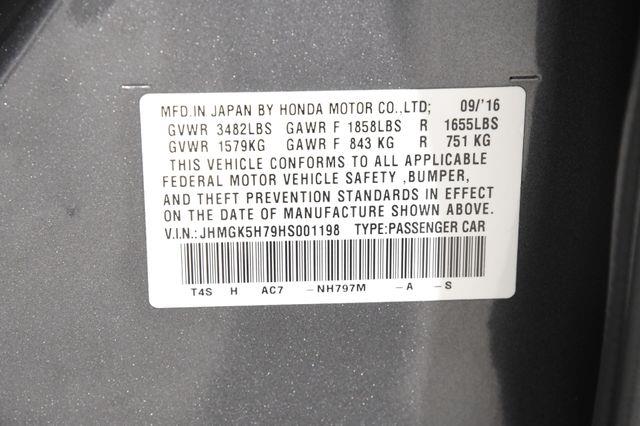 MFD.IN JAPAN BY HONDA MOTOR CO.,LTD; 09/'16
GVWR 3482LBS GAWR F 1858LBS R 1655LBS
GVWR 1579KG GAWR F 843 KG R 751 KG
THIS VEHICLE CONFORMS TO ALL APPLICABLE
FEDERAL MOTOR VEHICLE SAFETY ,BUMPER,
AND THEFT PREVENTION STANDARDS IN EFFECT
ON THE DATE OF MANUFACTURE SHOWN ABOVE.
V.I.N.:JHMGK5H79HS001198 TYPE:PASSENGER CAR
T4S H AC7 -NH797M -A -S